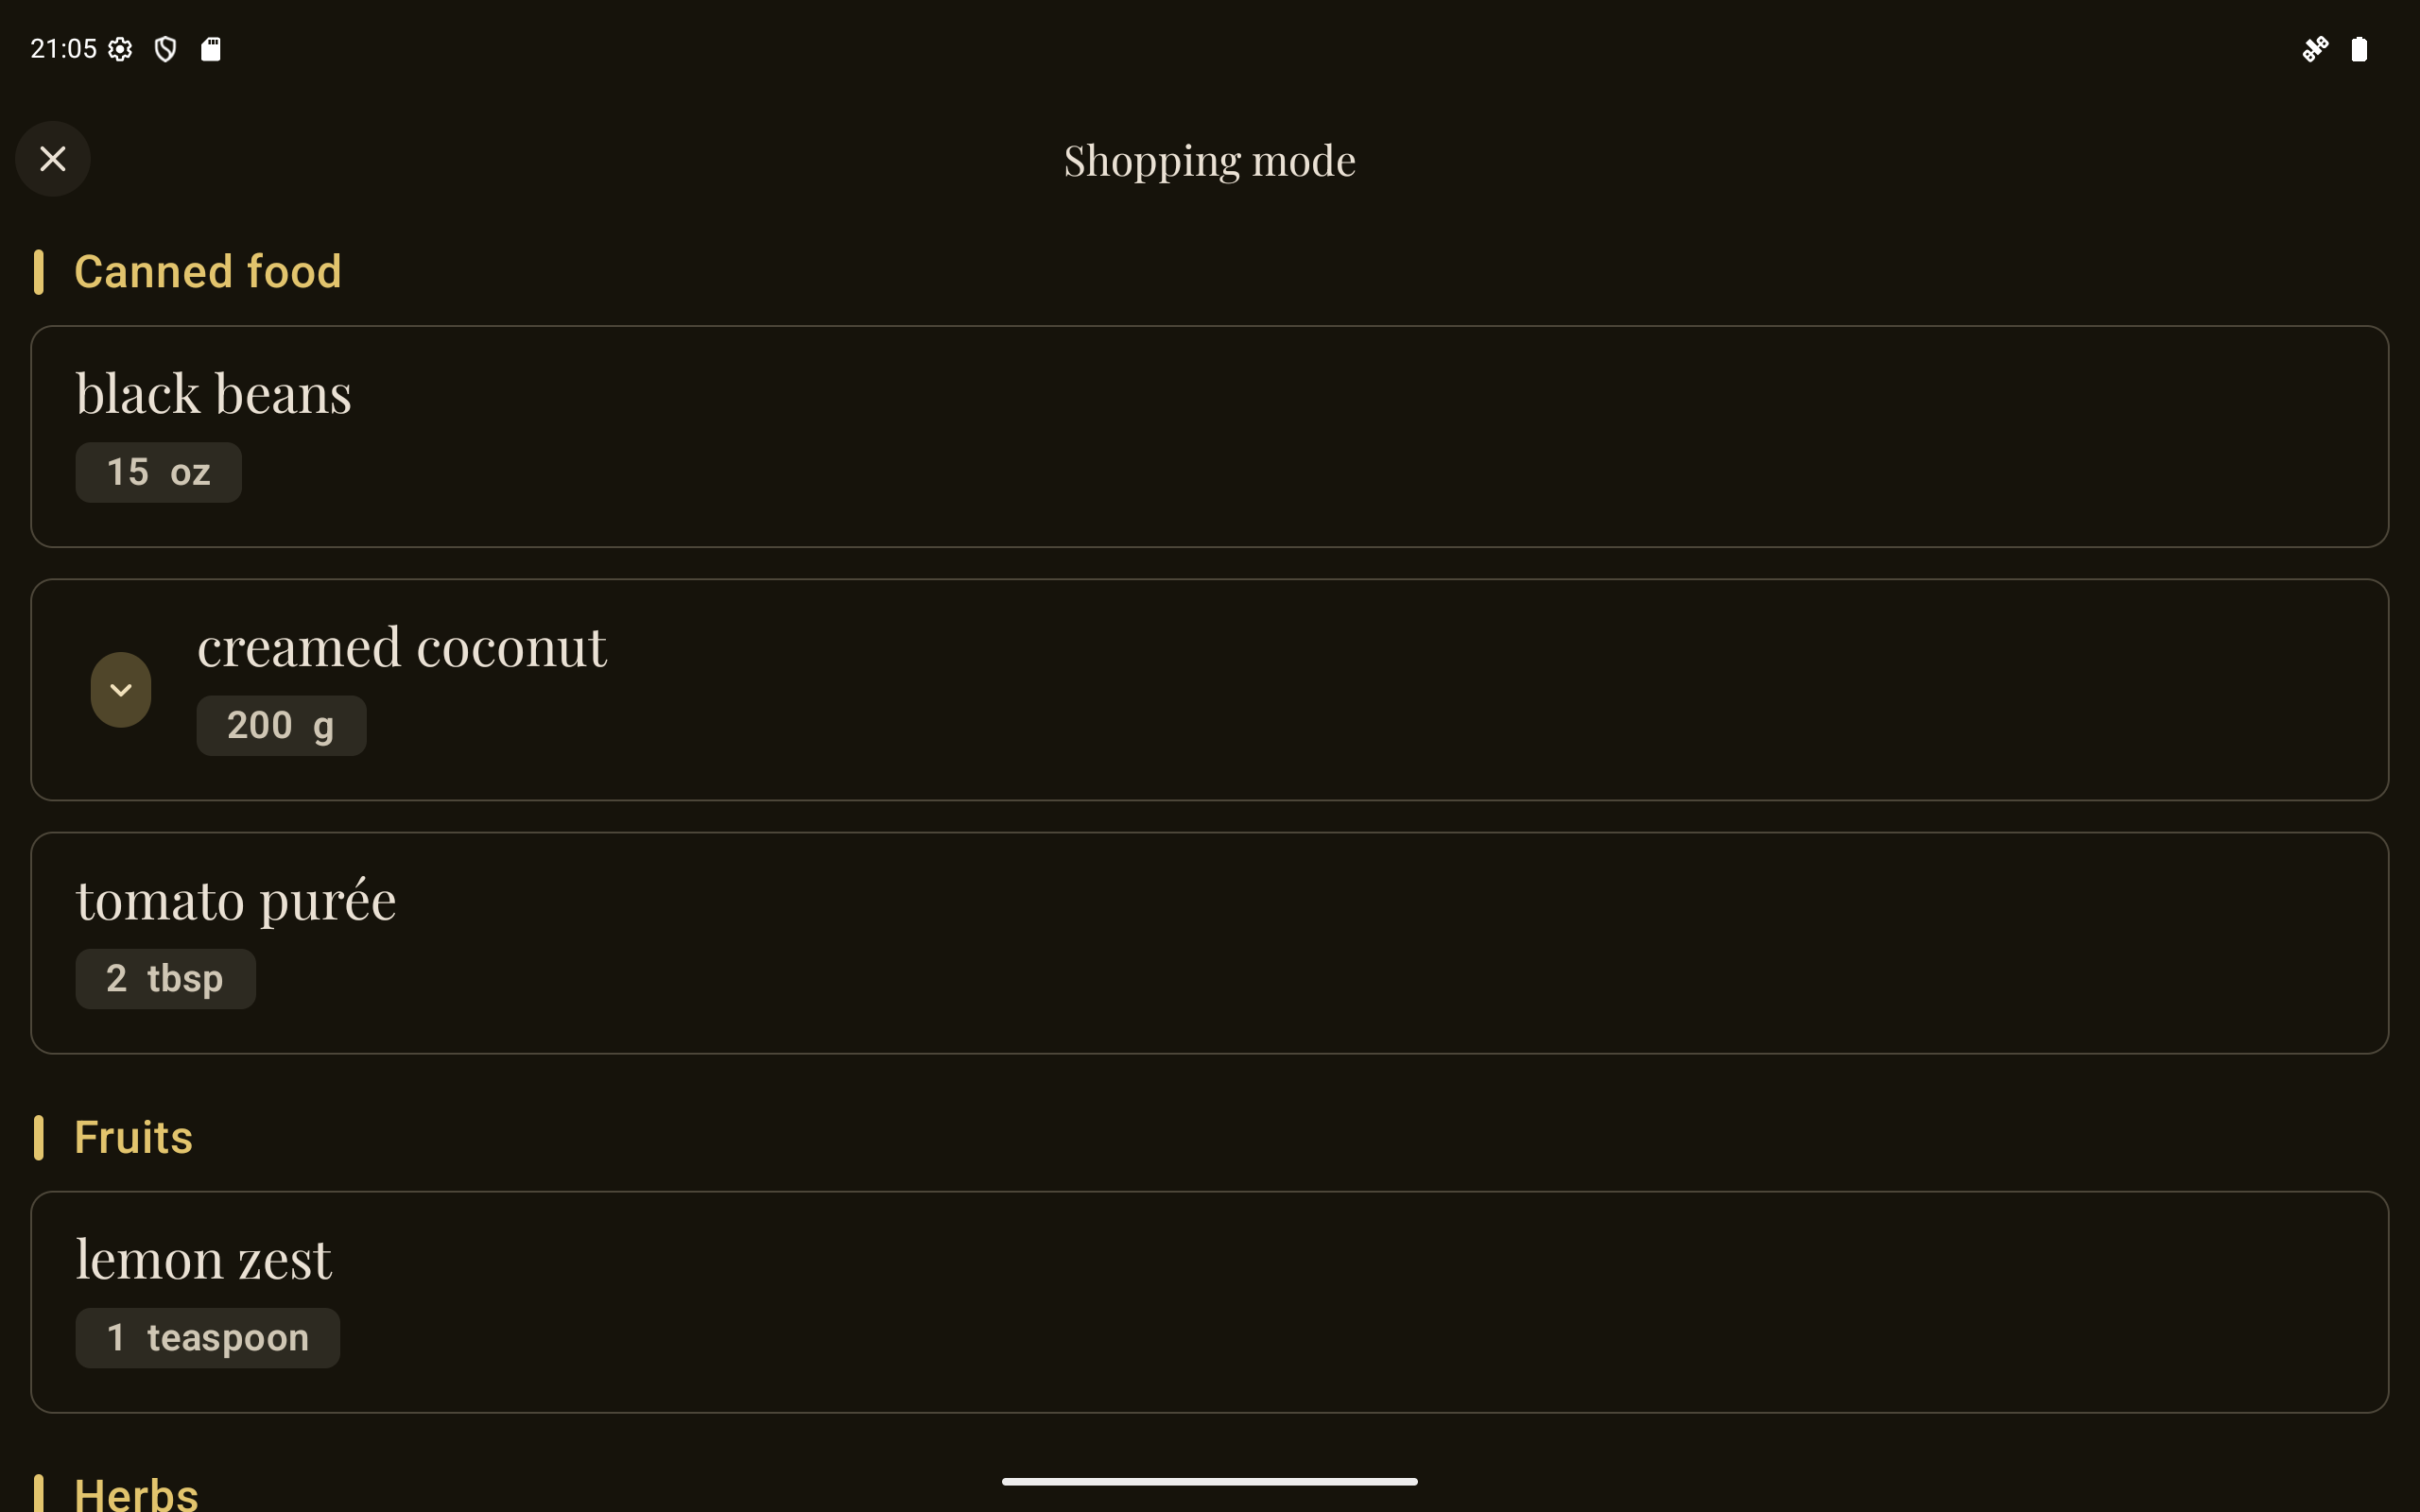 21:05
Shopping mode
Canned food
black beans
15 oz
creamed coconut
200 g
tomato purée
2 tbsp
Fruits
lemon zest
1 teaspoon
Herbs